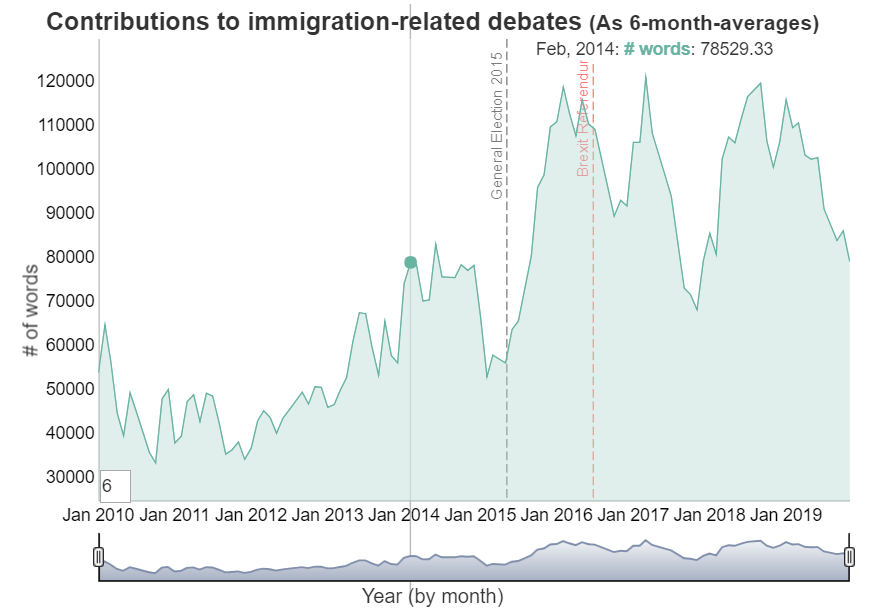 Contributions to immigration-related debates (As 6-month-averages)
Feb, 2014: # words: 78529.33
General Election 2015
Brexit Referendum
120000
110000
100000
90000
80000
70000
60000
50000
40000
30000
# of words
6
Jan 2010 Jan 2011 Jan 2012 Jan 2013 Jan 2014 Jan 2015 Jan 2016 Jan 2017 Jan 2018 Jan 2019
Year (by month)